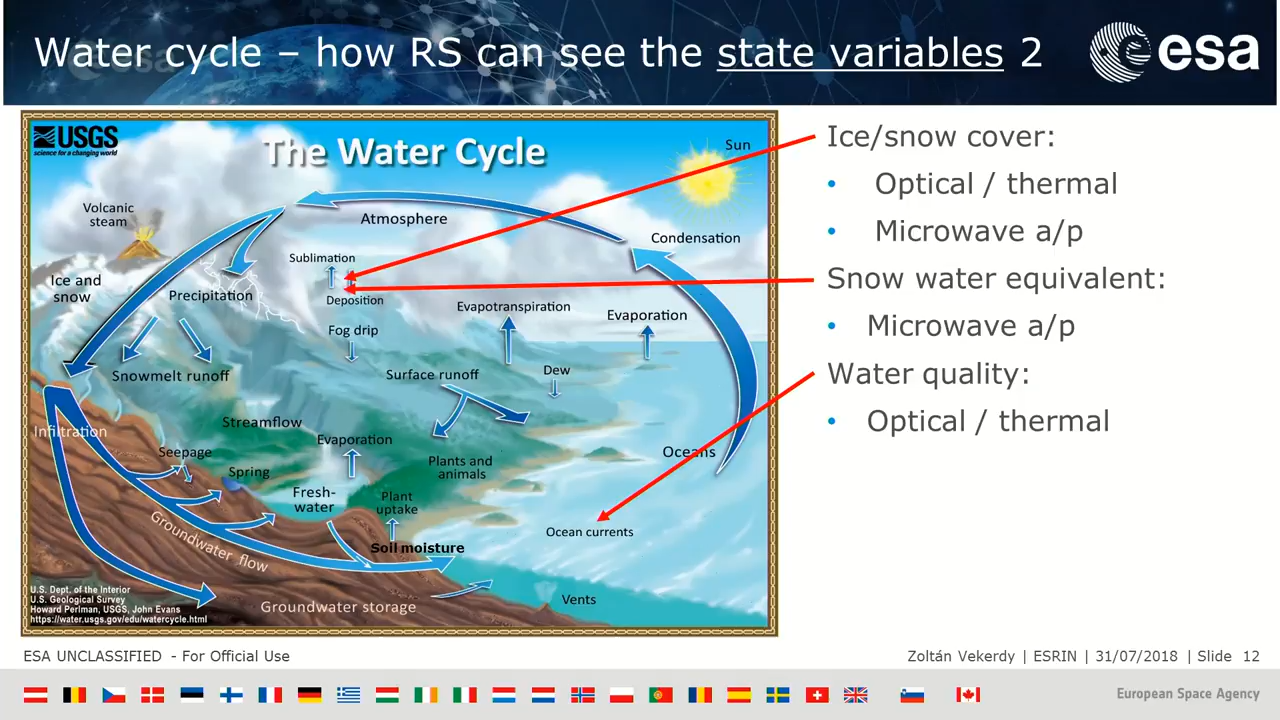 Water cycle – how RS can see the state variables 2
esa
USGS
science for a changing world
The Water Cycle
Sun
Volcanic
steam
Atmosphere
Condensation
Sublimation
Ice and
snow
Precipitation
Deposition
Evapotranspiration
Evaporation
Fog drip
Snowmelt runoff
Surface runoff
Dew
Streamflow
Infiltration
Evaporation
Seepage
Oceans
Spring
Plants and
animals
Fresh-
water
Plant
uptake
Groundwater flow
Ocean currents
Soil moisture
Groundwater storage
Vents
U.S. Dept. of the Interior
U.S. Geological Survey
Howard Perlman, USGS, John Evans
https://water.usgs.gov/edu/watercycle.html
Ice/snow cover:
• Optical / thermal
• Microwave a/p
Snow water equivalent:
• Microwave a/p
Water quality:
• Optical / thermal
ESA UNCLASSIFIED - For Official Use
Zoltán Vekerdy | ESRIN | 31/07/2018 | Slide 12
European Space Agency